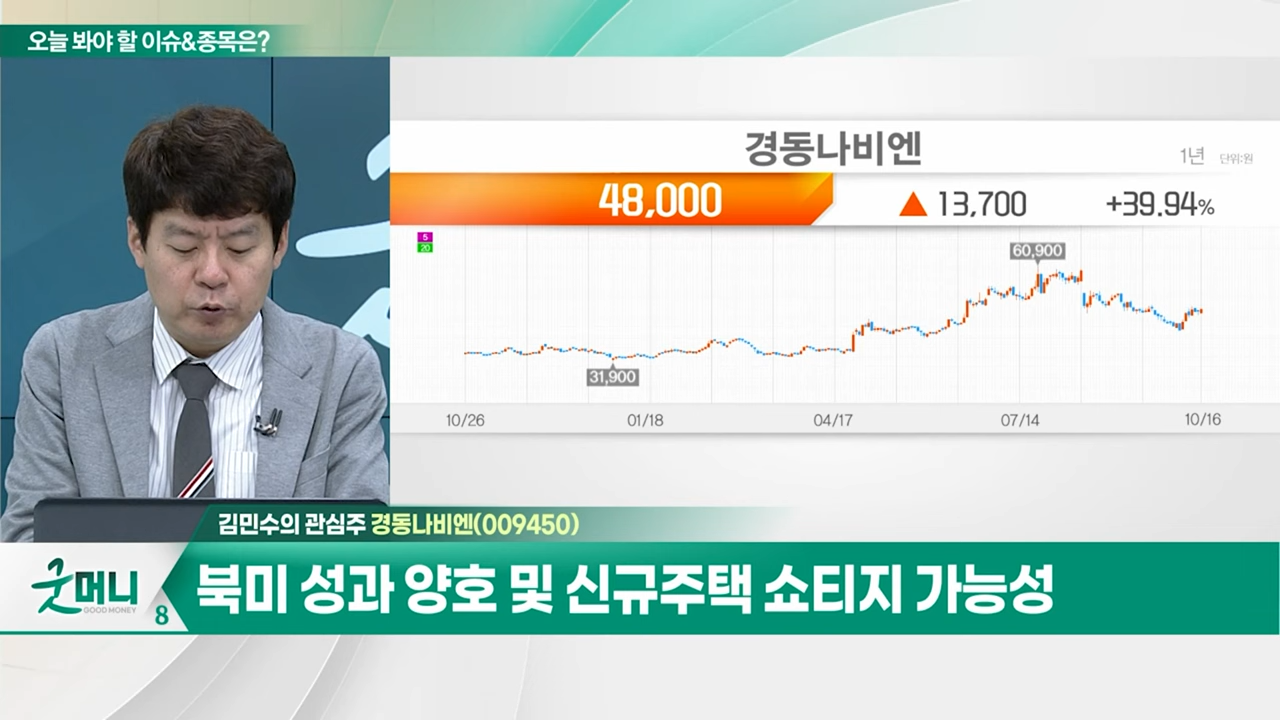 오늘 봐야 할 이슈&종목은?
경동나비엔
1년 단위:원
48,000 ▲ 13,700 +39.94%
5
20
60,900
31,900
10/26 01/18 04/17 07/14 10/16
김민수의 관심주 경동나비엔(009450)
굿머니
GOOD MONEY
8
북미 성과 양호 및 신규주택 쇼티지 가능성